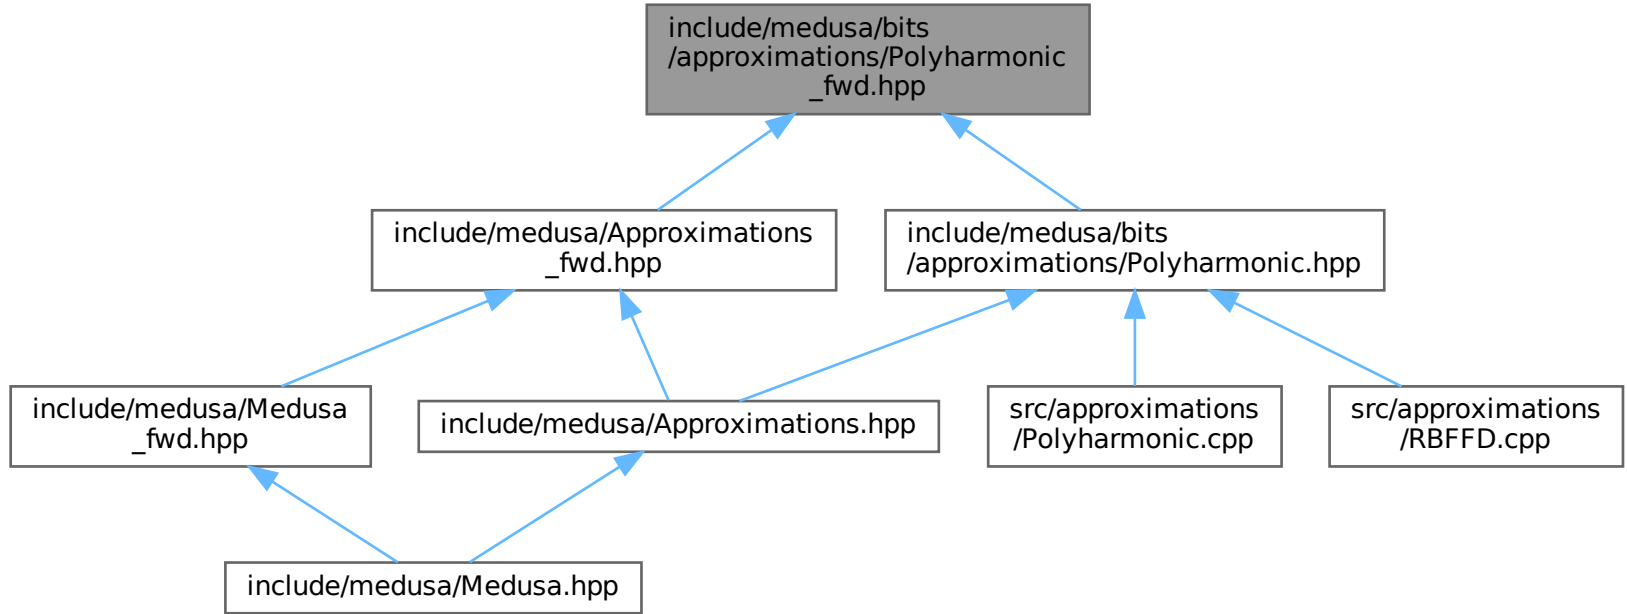 include/medusa/bits
/approximations/Polyharmonic
_fwd.hpp
include/medusa/Approximations
_fwd.hpp
include/medusa/bits
/approximations/Polyharmonic.hpp
include/medusa/Medusa
_fwd.hpp
include/medusa/Approximations.hpp
src/approximations
/Polyharmonic.cpp
src/approximations
/RBFFD.cpp
include/medusa/Medusa.hpp